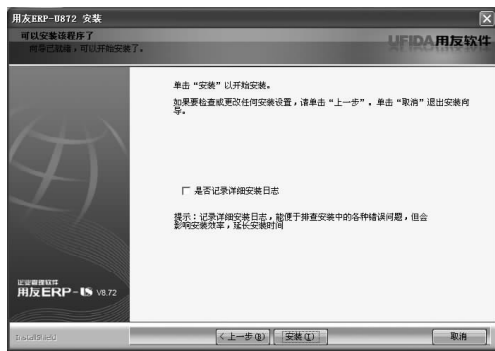 用友ERP-U872 安装
可以安装该程序了
向导已就绪，可以开始安装了。
UFIDA用友软件
单击 “安装” 以开始安装。
如果要检查或更改任何安装设置，请单击 “上一步” 。单击 “取消” 退出安装向
导。
是否记录详细安装日志
提示：记录详细安装日志，能便于排查安装中的各种错误问题，但会
影响安装效率，延长安装时间
企业管理软件
用友ERP-U8 V8.72
InstallShield
< 上一步(B)
安装(I)
取消